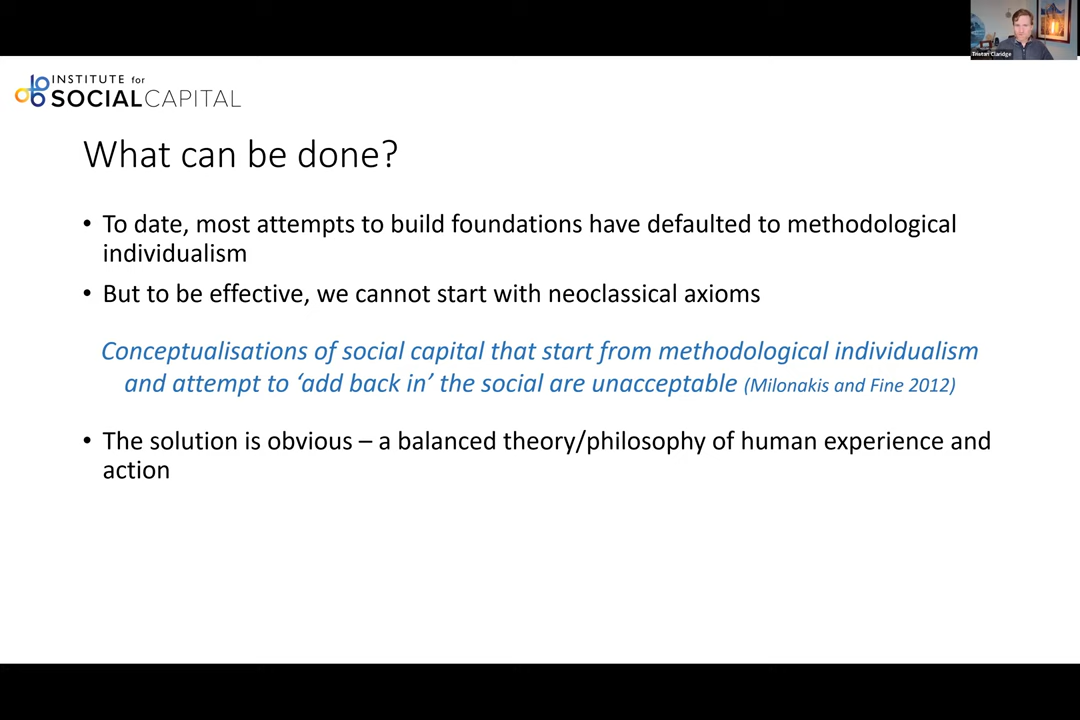 Tristan Claridge
INSTITUTE for
SOCIALCAPITAL
What can be done?
• To date, most attempts to build foundations have defaulted to methodological
individualism
• But to be effective, we cannot start with neoclassical axioms
Conceptualisations of social capital that start from methodological individualism
and attempt to ‘add back in’ the social are unacceptable (Milonakis and Fine 2012)
• The solution is obvious – a balanced theory/philosophy of human experience and
action